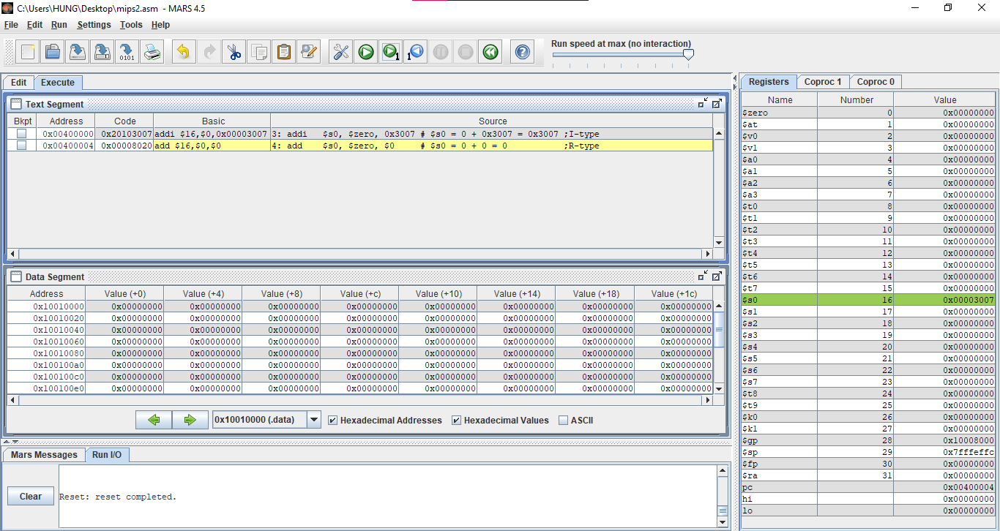 C:\Users\HUNG\Desktop\mips2.asm - MARS 4.5
File Edit Run Settings Tools Help
Run speed at max (no interaction)
Edit Execute
Text Segment
Bkpt Address Code Basic Source
0x00400000 0x20103007 addi $16,$0,0x00003007 3: addi $s0, $zero, 0x3007 # $s0 = 0 + 0x3007 = 0x3007 ;I-type
0x00400004 0x00008020 add $16,$0,$0 4: add $s0, $zero, $0 # $s0 = 0 + 0 = 0 ;R-type
Data Segment
Address Value (+0) Value (+4) Value (+8) Value (+c) Value (+10) Value (+14) Value (+18) Value (+1c)
0x10010000 0x00000000 0x00000000 0x00000000 0x00000000 0x00000000 0x00000000 0x00000000 0x00000000
0x10010020 0x00000000 0x00000000 0x00000000 0x00000000 0x00000000 0x00000000 0x00000000 0x00000000
0x10010040 0x00000000 0x00000000 0x00000000 0x00000000 0x00000000 0x00000000 0x00000000 0x00000000
0x10010060 0x00000000 0x00000000 0x00000000 0x00000000 0x00000000 0x00000000 0x00000000 0x00000000
0x10010080 0x00000000 0x00000000 0x00000000 0x00000000 0x00000000 0x00000000 0x00000000 0x00000000
0x100100a0 0x00000000 0x00000000 0x00000000 0x00000000 0x00000000 0x00000000 0x00000000 0x00000000
0x100100c0 0x00000000 0x00000000 0x00000000 0x00000000 0x00000000 0x00000000 0x00000000 0x00000000
0x100100e0 0x00000000 0x00000000 0x00000000 0x00000000 0x00000000 0x00000000 0x00000000 0x00000000
0x10010000 (.data) Hexadecimal Addresses Hexadecimal Values ASCII
Mars Messages Run I/O
Clear
Reset: reset completed.
Registers Coproc 1 Coproc 0
Name Number Value
$zero 0 0x00000000
$at 1 0x00000000
$v0 2 0x00000000
$v1 3 0x00000000
$a0 4 0x00000000
$a1 5 0x00000000
$a2 6 0x00000000
$a3 7 0x00000000
$t0 8 0x00000000
$t1 9 0x00000000
$t2 10 0x00000000
$t3 11 0x00000000
$t4 12 0x00000000
$t5 13 0x00000000
$t6 14 0x00000000
$t7 15 0x00000000
$s0 16 0x00003007
$s1 17 0x00000000
$s2 18 0x00000000
$s3 19 0x00000000
$s4 20 0x00000000
$s5 21 0x00000000
$s6 22 0x00000000
$s7 23 0x00000000
$t8 24 0x00000000
$t9 25 0x00000000
$k0 26 0x00000000
$k1 27 0x00000000
$gp 28 0x10008000
$sp 29 0x7fffeffc
$fp 30 0x00000000
$ra 31 0x00000000
pc 0x00400004
hi 0x00000000
lo 0x00000000